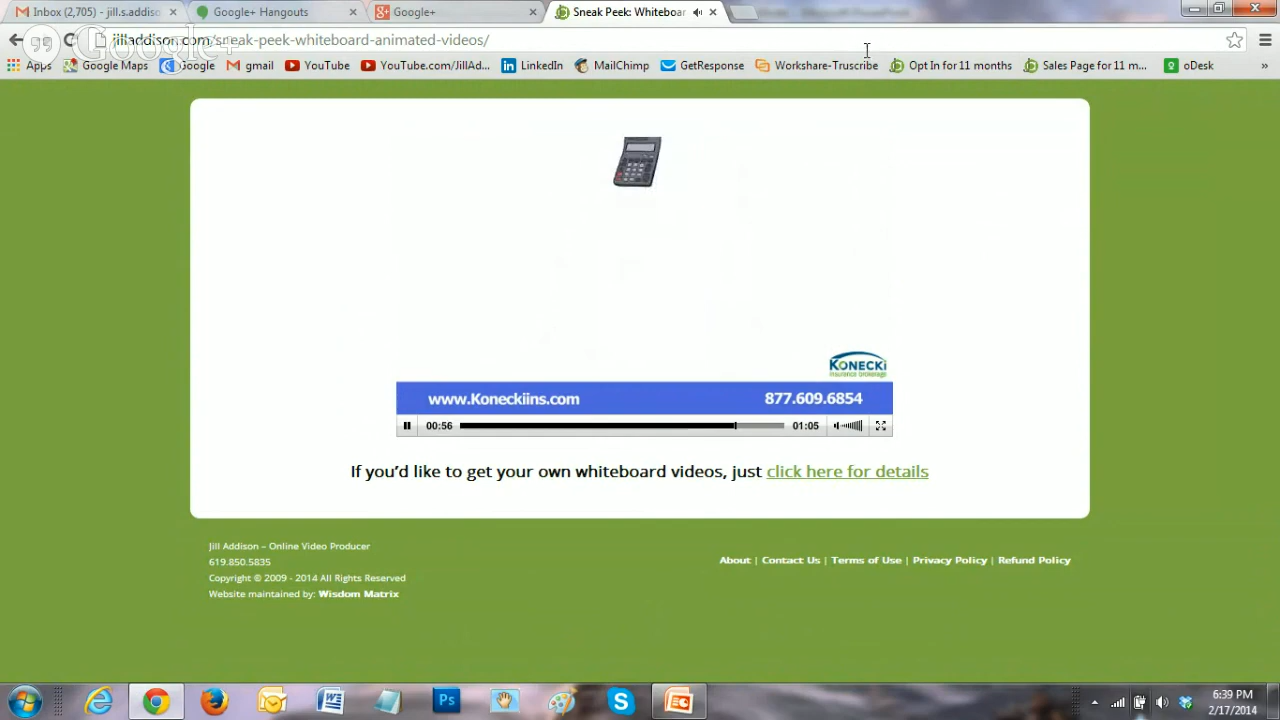 Inbox (2,705) - jill.s.addiso
Google+ Hangouts
Google+
Sneak Peek: Whiteboar
jilladdison.com/sneak-peek-whiteboard-animated-videos/
Google+
Apps
Google Maps
Google
gmail
YouTube
YouTube.com/JillAd...
LinkedIn
MailChimp
GetResponse
Workshare-Truscribe
Opt In for 11 months
Sales Page for 11 m...
oDesk
KONECKI
insurance brokerage
www.Koneckiins.com 877.609.6854
00:56 01:05
If you'd like to get your own whiteboard videos, just click here for details
Jill Addison – Online Video Producer
619.850.5835
Copyright © 2009 - 2014 All Rights Reserved
Website maintained by: Wisdom Matrix
About | Contact Us | Terms of Use | Privacy Policy | Refund Policy
Ps
6:39 PM
2/17/2014